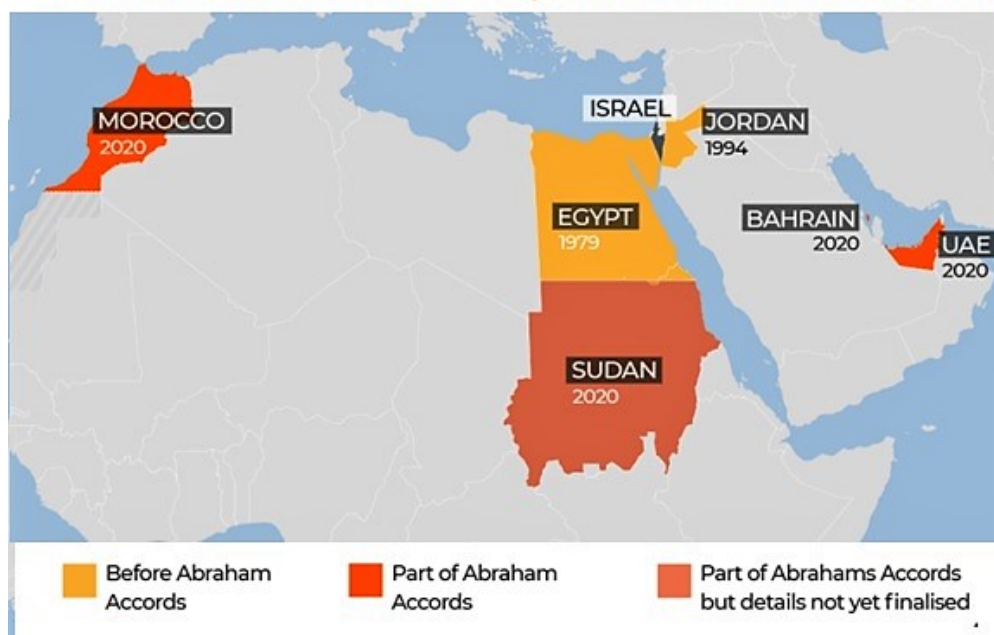 ISRAEL
MOROCCO
2020
JORDAN
1994
EGYPT
1979
BAHRAIN
2020
UAE
2020
SUDAN
2020
Before Abraham
Accords
Part of Abraham
Accords
Part of Abrahams Accords
but details not yet finalised